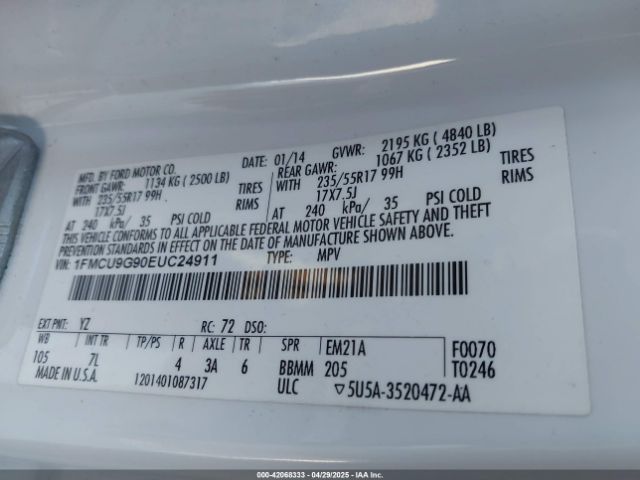 MFD. BY FORD MOTOR CO.
DATE: 01/14 GVWR: 2195 KG ( 4840 LB)
FRONT GAWR: 1134 KG ( 2500 LB) REAR GAWR: 1067 KG ( 2352 LB)
WITH 235/55R17 99H TIRES WITH 235/55R17 99H TIRES
17X7.5J RIMS 17X7.5J RIMS
AT 240 kPa/ 35 PSI COLD AT 240 kPa/ 35 PSI COLD
THIS VEHICLE CONFORMS TO ALL APPLICABLE FEDERAL MOTOR VEHICLE SAFETY AND THEFT
PREVENTION STANDARDS IN EFFECT ON THE DATE OF MANUFACTURE SHOWN ABOVE.
VIN: 1FMCU9G90EUC24911 TYPE: MPV
EXT PNT: YZ RC: 72 DSO:
WB INT TR TP/PS R AXLE TR SPR EM21A F0070
105 7L 4 3A 6 BBMM 205 T0246
MADE IN U.S.A. 1201401087317 ULC ▽5U5A-3520472-AA
000-42068333 - 04/29/2025 - Copyright © IAA, LLC. All Rights Reserved.